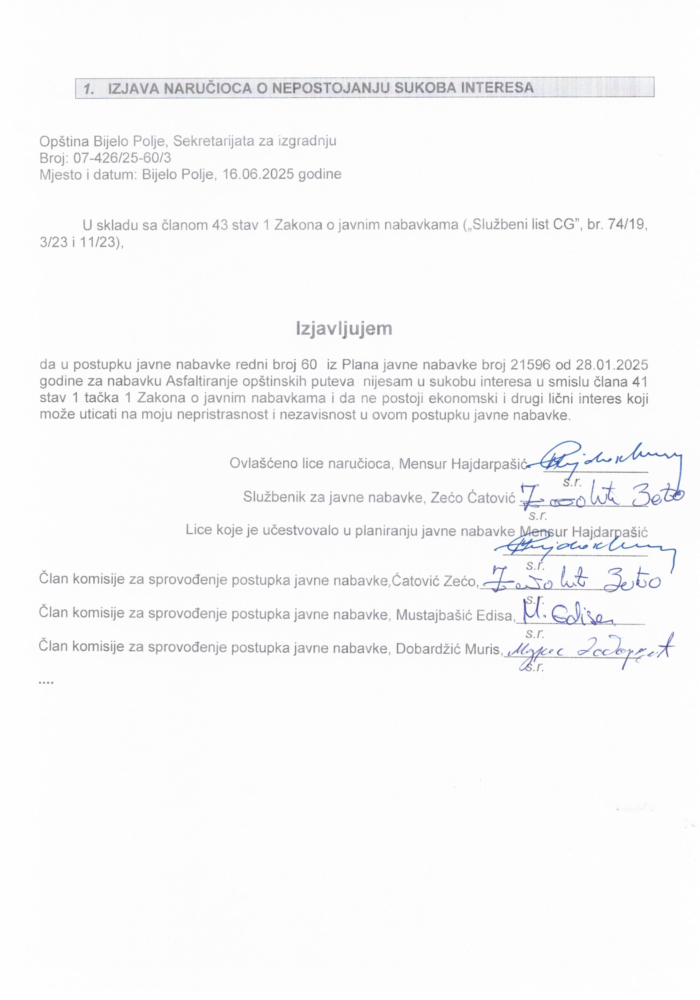 1. IZJAVA NARUČIOCA O NEPOSTOJANJU SUKOBA INTERESA
Opština Bijelo Polje, Sekretarijata za izgradnju
Broj: 07-426/25-60/3
Mjesto i datum: Bijelo Polje, 16.06.2025 godine
U skladu sa članom 43 stav 1 Zakona o javnim nabavkama („Službeni list CG”, br. 74/19,
3/23 i 11/23),
Izjavljujem
da u postupku javne nabavke redni broj 60 iz Plana javne nabavke broj 21596 od 28.01.2025
godine za nabavku Asfaltiranje opštinskih puteva nijesam u sukobu interesa u smislu člana 41
stav 1 tačka 1 Zakona o javnim nabavkama i da ne postoji ekonomski i drugi lični interes koji
može uticati na moju nepristrasnost i nezavisnost u ovom postupku javne nabavke.
Ovlašćeno lice naručioca, Mensur Hajdarpašić
s.r.
Službenik za javne nabavke, Zećo Ćatović
s.r.
Lice koje je učestvovalo u planiranju javne nabavke Mensur Hajdarpašić
s.r.
Član komisije za sprovođenje postupka javne nabavke,Ćatović Zećo,
s.r.
Član komisije za sprovođenje postupka javne nabavke, Mustajbašić Edisa, M. Edisa
s.r.
Član komisije za sprovođenje postupka javne nabavke, Dobardžić Muris,
s.r.
....